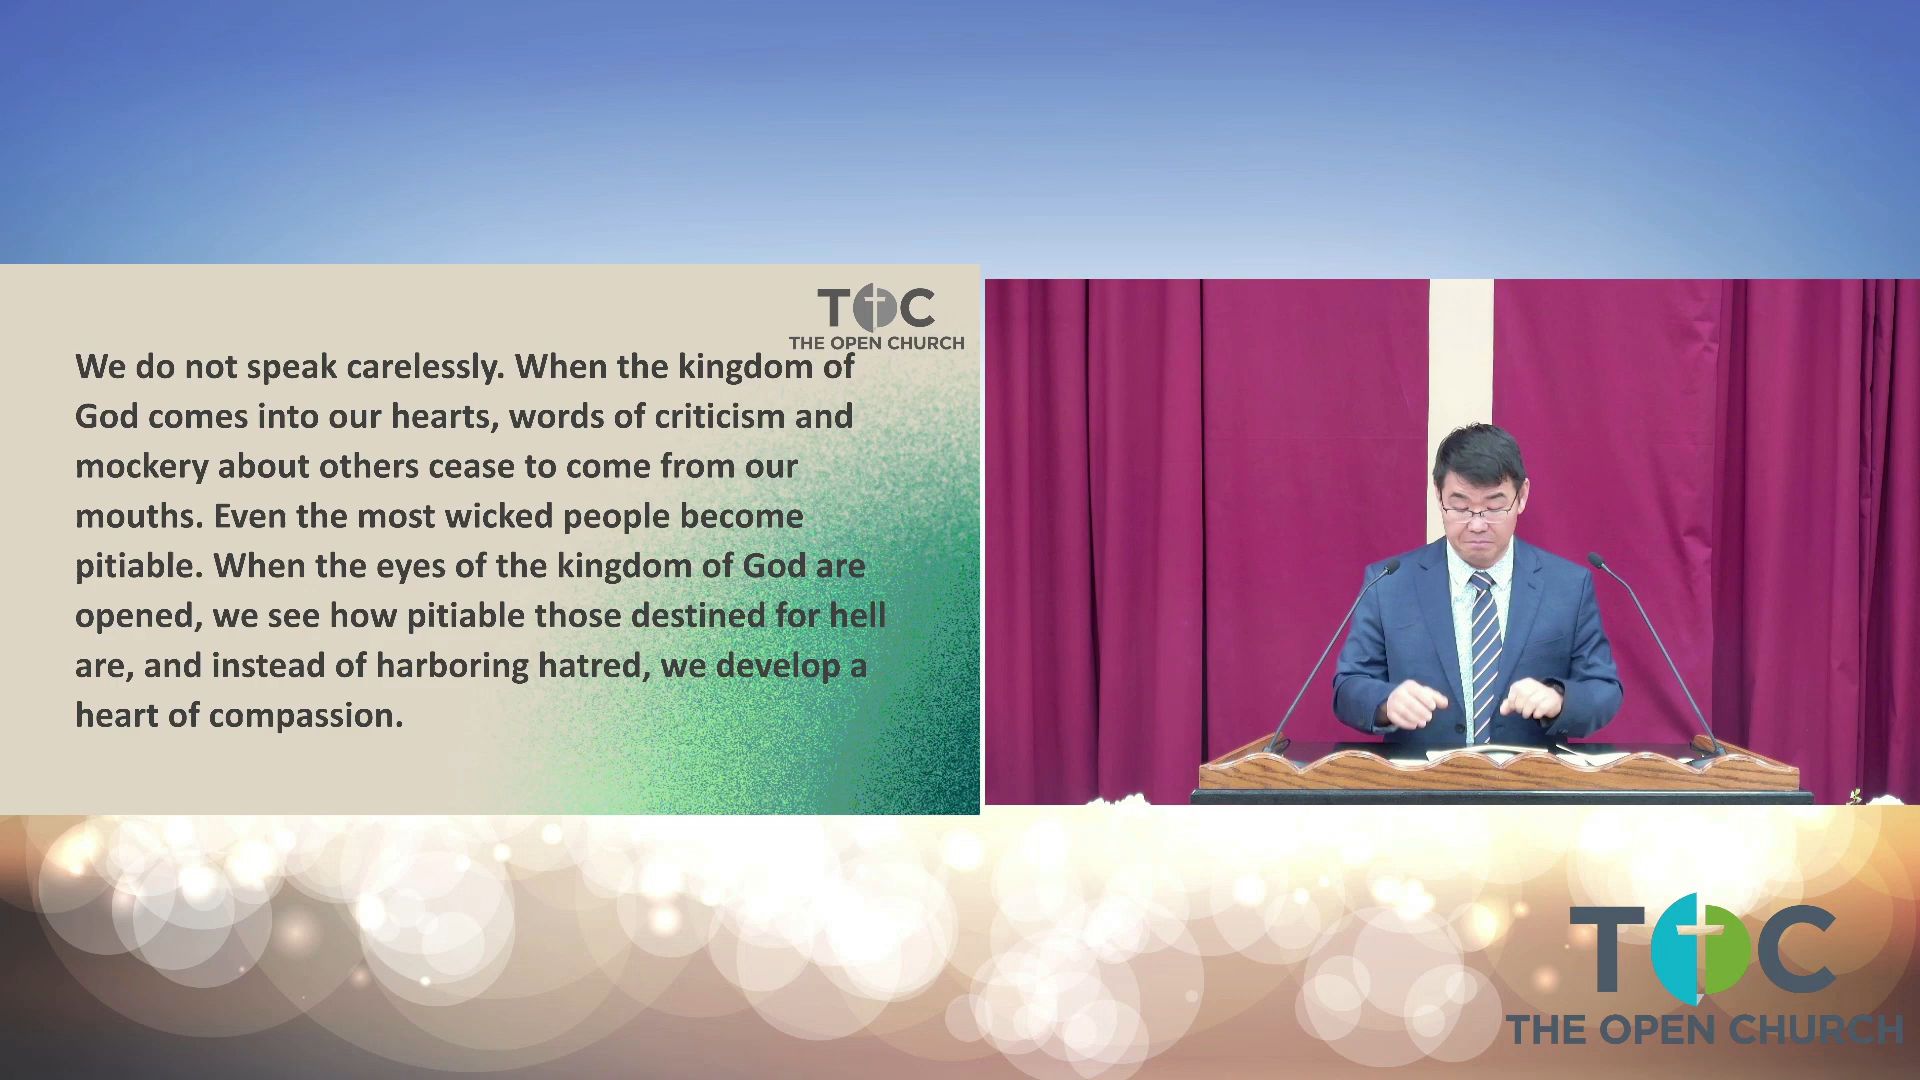 TOC
THE OPEN CHURCH
We do not speak carelessly. When the kingdom of
God comes into our hearts, words of criticism and
mockery about others cease to come from our
mouths. Even the most wicked people become
pitiable. When the eyes of the kingdom of God are
opened, we see how pitiable those destined for hell
are, and instead of harboring hatred, we develop a
heart of compassion.
TOC
THE OPEN CHURCH